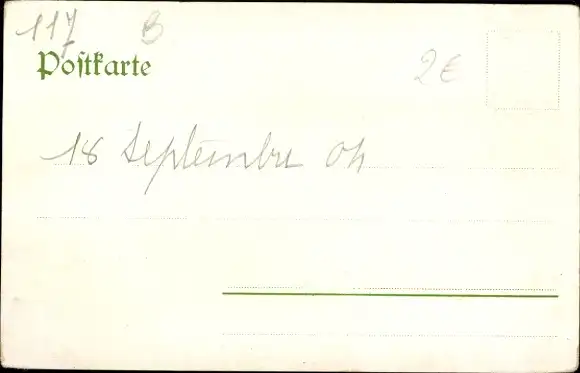 117 B
Postkarte
2€
18 Septembre 04